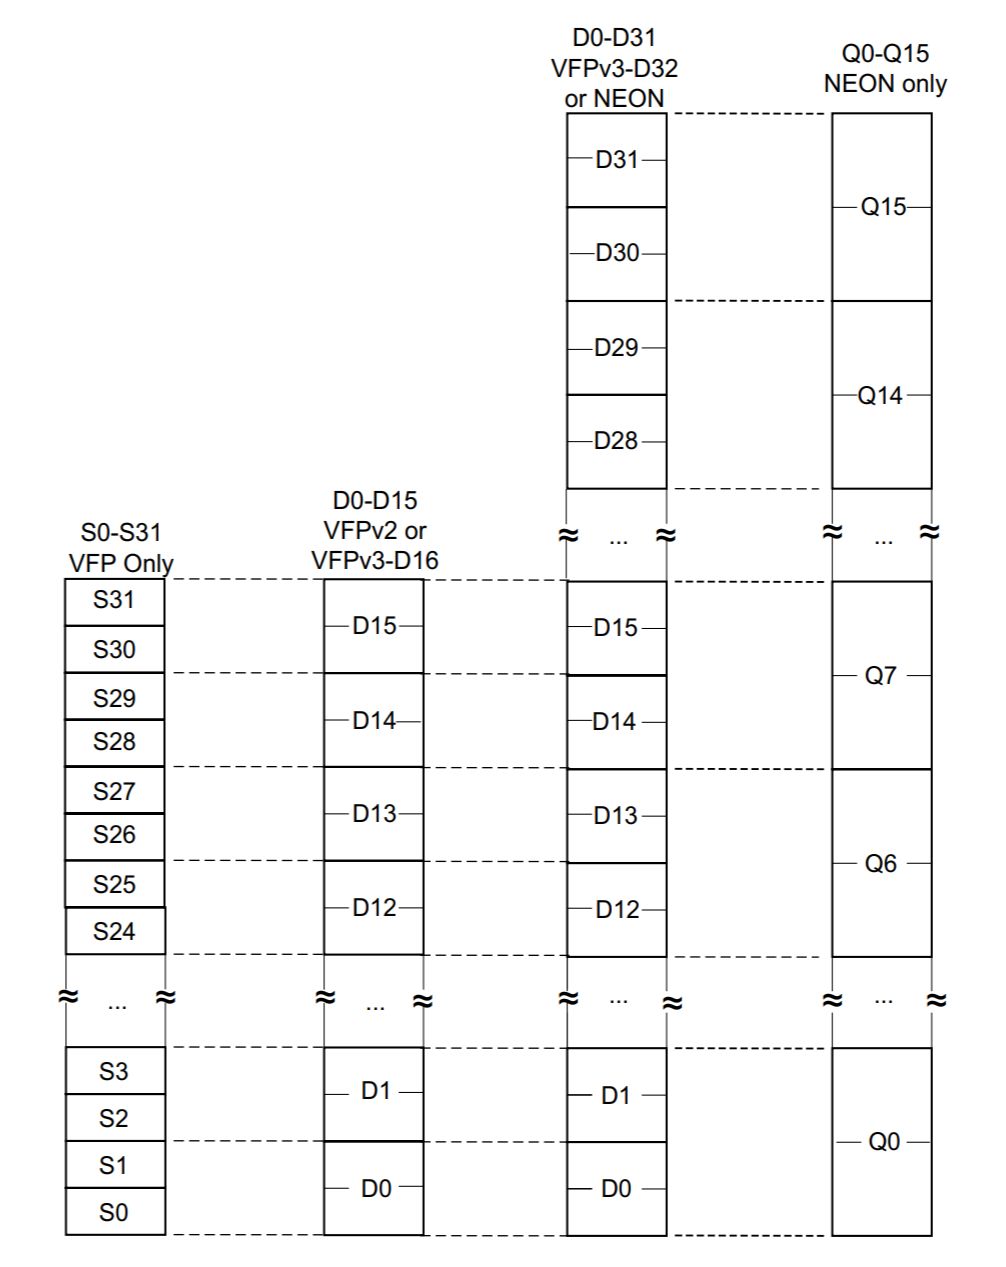 D0-D31
VFPv3-D32
or NEON
D31
D30
D29
D28
...
D15
D14
D13
D12
...
D1
D0
Q0-Q15
NEON only
Q15
Q14
...
Q7
Q6
...
Q0
S0-S31
VFP Only
S31
S30
S29
S28
S27
S26
S25
S24
...
S3
S2
S1
S0
D0-D15
VFPv2 or
VFPv3-D16
D15
D14
D13
D12
...
D1
D0